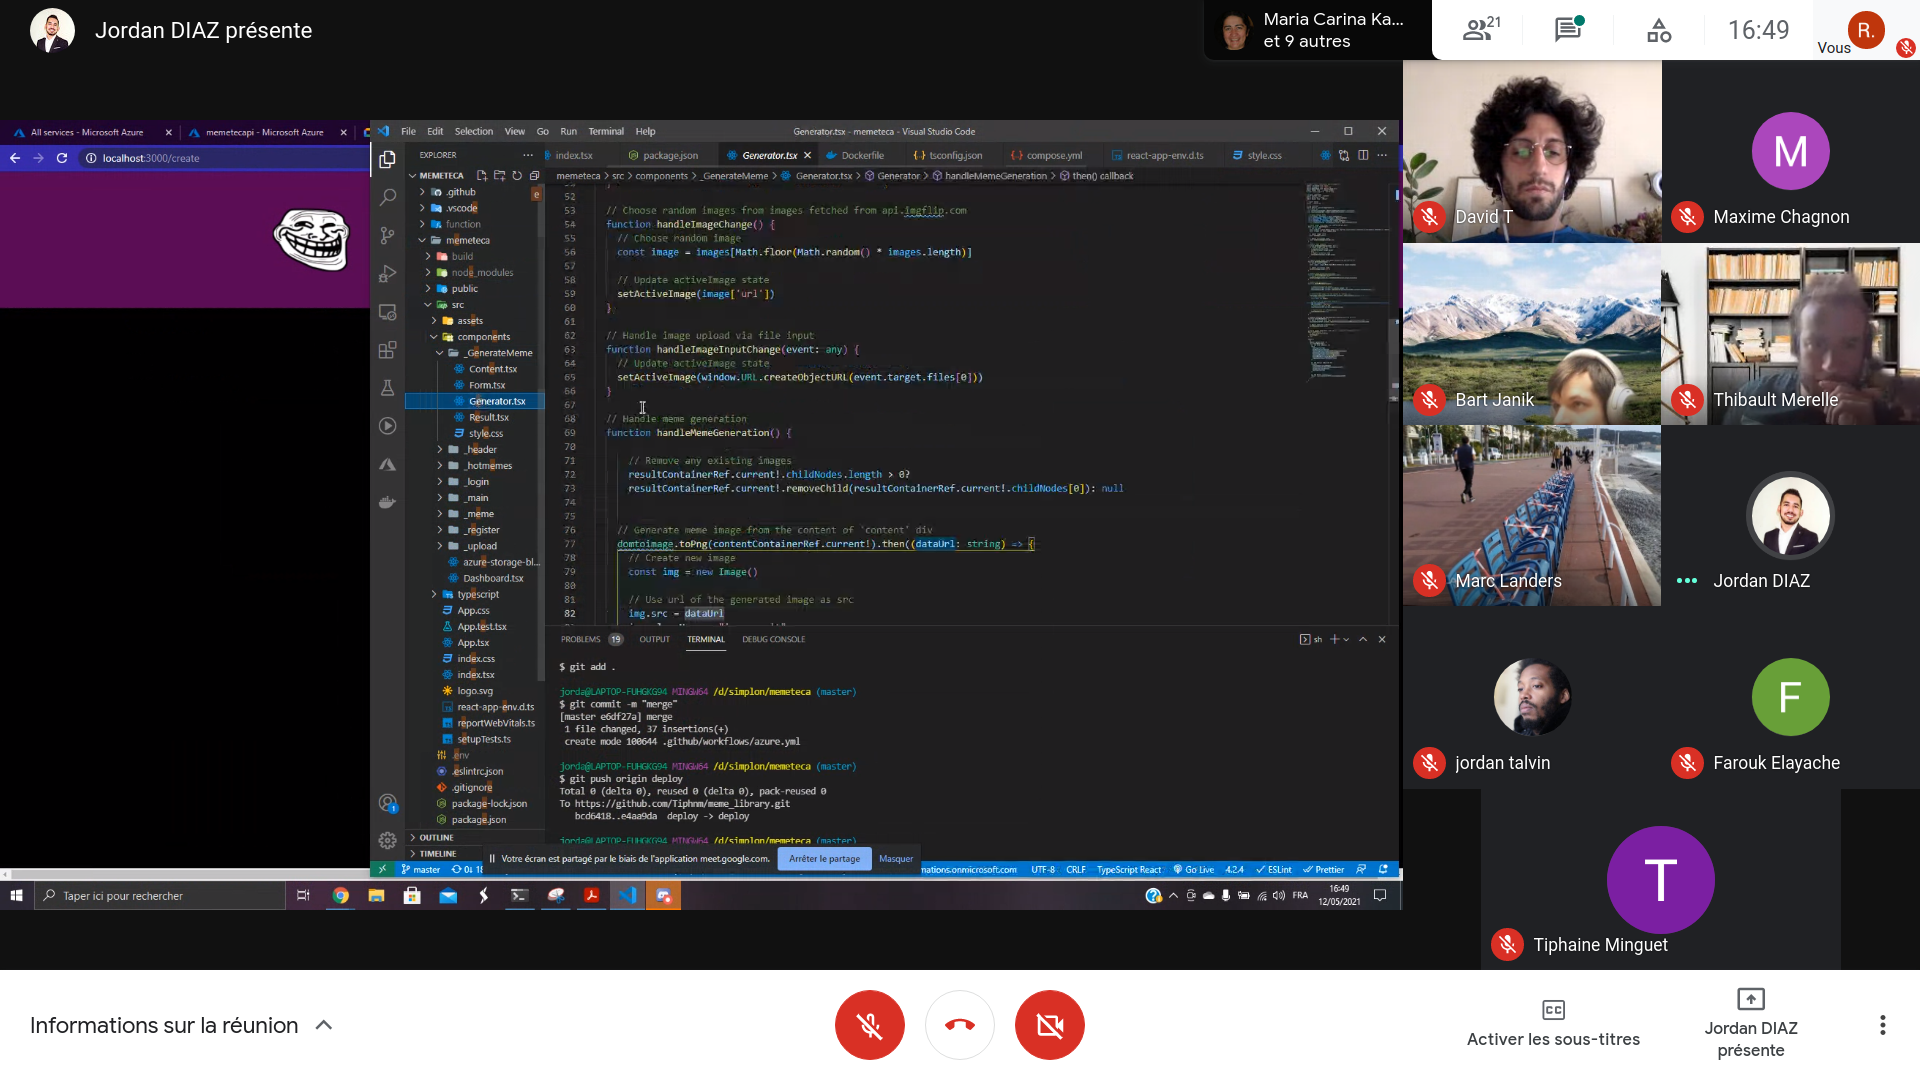 Jordan DIAZ présente
Maria Carina Ka...
et 9 autres
21
16:49
Vous
R.
All services - Microsoft Azure
memetecapi - Microsoft Azure
localhost:3000/create
File Edit Selection View Go Run Terminal Help
Generator.tsx - memeteca - Visual Studio Code
EXPLORER
index.tsx
package.json
Generator.tsx
Dockerfile
tsconfig.json
compose.yml
react-app-env.d.ts
style.css
MEMETECA
memeteca > src > components > _GenerateMeme > Generator.tsx > Generator > handleMemeGeneration > then() callback
.github
.vscode
function
memeteca
build
node_modules
public
src
assets
components
_GenerateMeme
Content.tsx
Form.tsx
Generator.tsx
Result.tsx
style.css
_header
_hotmemes
_login
_main
_meme
_register
_upload
azure-storage-bl...
Dashboard.tsx
typescript
App.css
App.test.tsx
App.tsx
index.css
index.tsx
logo.svg
react-app-env.d.ts
reportWebVitals.ts
setupTests.ts
.env
.eslintrc.json
.gitignore
package-lock.json
package.json
OUTLINE
TIMELINE
52
53 // Choose random images from images fetched from api.imgflip.com
54 function handleImageChange() {
55 // Choose random image
56 const image = images[Math.floor(Math.random() * images.length)]
57
58 // Update activeImage state
59 setActiveImage(image['url'])
60 }
61
62 // Handle image upload via file input
63 function handleImageInputChange(event: any) {
64 // Update activeImage state
65 setActiveImage(window.URL.createObjectURL(event.target.files[0]))
66 }
67
68 // Handle meme generation
69 function handleMemeGeneration() {
70
71 // Remove any existing images
72 resultContainerRef.current!.childNodes.length > 0?
73 resultContainerRef.current!.removeChild(resultContainerRef.current!.childNodes[0]): null
74
75
76 // Generate meme image from the content of `content` div
77 domtoimage.toPng(contentContainerRef.current!).then((dataUrl: string) => {
78 // Create new image
79 const img = new Image()
80
81 // Use url of the generated image as src
82 img.src = dataUrl
PROBLEMS 19 OUTPUT TERMINAL DEBUG CONSOLE
sh
$ git add .
jorda@LAPTOP-FUHGKG94 MINGW64 /d/simplon/memeteca (master)
$ git commit -m "merge"
[master e6df27a] merge
1 file changed, 37 insertions(+)
create mode 100644 .github/workflows/azure.yml
jorda@LAPTOP-FUHGKG94 MINGW64 /d/simplon/memeteca (master)
$ git push origin deploy
Total 0 (delta 0), reused 0 (delta 0), pack-reused 0
To https://github.com/Tiphnm/meme_library.git
bcd6418..e4aa9da deploy -> deploy
jorda@LAPTOP-FUHGKG94 MINGW64 /d/simplon/memeteca (master)
Votre écran est partagé par le biais de l'application meet.google.com.
Arrêter le partage
Masquer
master
UTF-8 CRLF TypeScript React Go Live 4.2.4 ESLint Prettier
Taper ici pour rechercher
FRA
16:49
12/05/2021
David T
M
Maxime Chagnon
Bart Janik
Thibault Merelle
Marc Landers
Jordan DIAZ
jordan talvin
F
Farouk Elayache
T
Tiphaine Minguet
Informations sur la réunion
Activer les sous-titres
Jordan DIAZ
présente